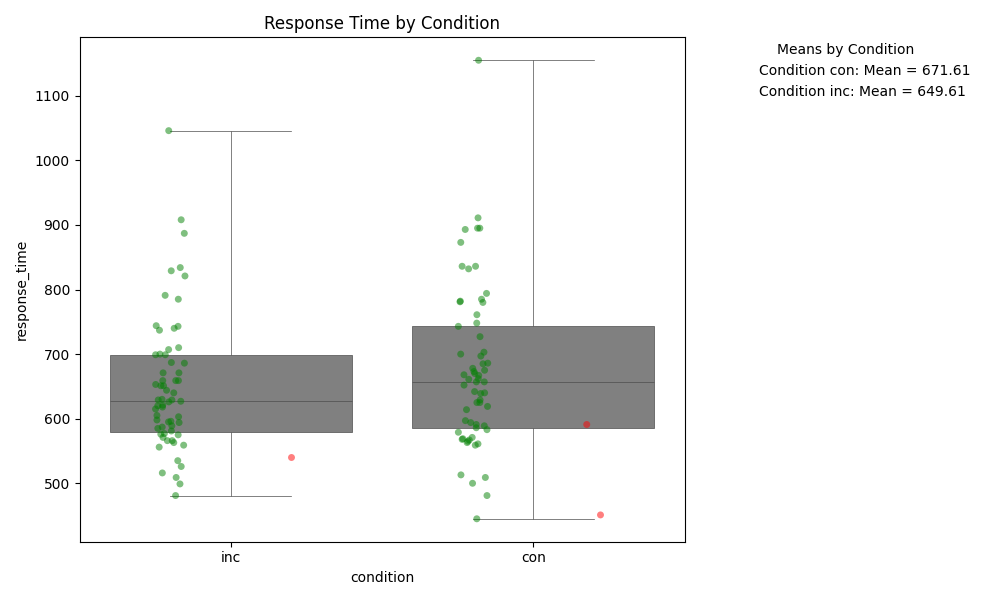 Response Time by Condition
Means by Condition
Condition con: Mean = 671.61
Condition inc: Mean = 649.61
response_time
1100
1000
900
800
700
600
500
inc
con
condition